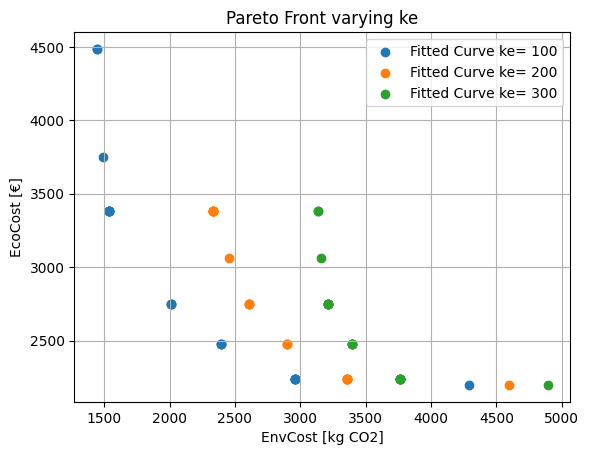 Pareto Front varying ke
Fitted Curve ke= 100
Fitted Curve ke= 200
Fitted Curve ke= 300
4500
4000
3500
3000
2500
EcoCost [€]
1500 2000 2500 3000 3500 4000 4500 5000
EnvCost [kg CO2]